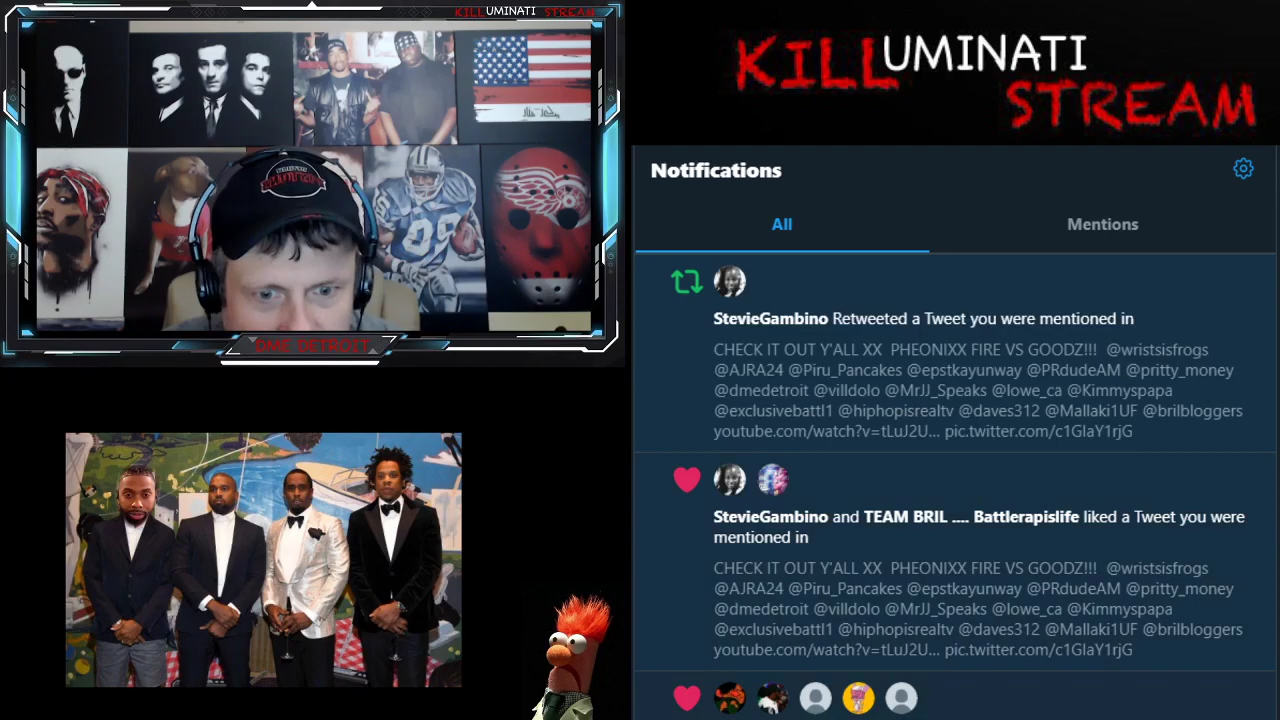 KILLUMINATI STREAM
DME DETROIT
KILLUMINATI
STREAM
Notifications
All
Mentions
StevieGambino Retweeted a Tweet you were mentioned in
CHECK IT OUT Y'ALL XX PHEONIXX FIRE VS GOODZ!!! @wristsisfrogs
@AJRA24 @Piru_Pancakes @epstkayunway @PRdudeAM @pritty_money
@dmedetroit @villdolo @MrJJ_Speaks @lowe_ca @Kimmyspapa
@exclusivebattl1 @hiphopisrealtv @daves312 @Mallaki1UF @brilbloggers
youtube.com/watch?v=tLuJ2U... pic.twitter.com/c1GlaY1rjG
StevieGambino and TEAM BRIL .... Battlerapislife liked a Tweet you were
mentioned in
CHECK IT OUT Y'ALL XX PHEONIXX FIRE VS GOODZ!!! @wristsisfrogs
@AJRA24 @Piru_Pancakes @epstkayunway @PRdudeAM @pritty_money
@dmedetroit @villdolo @MrJJ_Speaks @lowe_ca @Kimmyspapa
@exclusivebattl1 @hiphopisrealtv @daves312 @Mallaki1UF @brilbloggers
youtube.com/watch?v=tLuJ2U... pic.twitter.com/c1GlaY1rjG